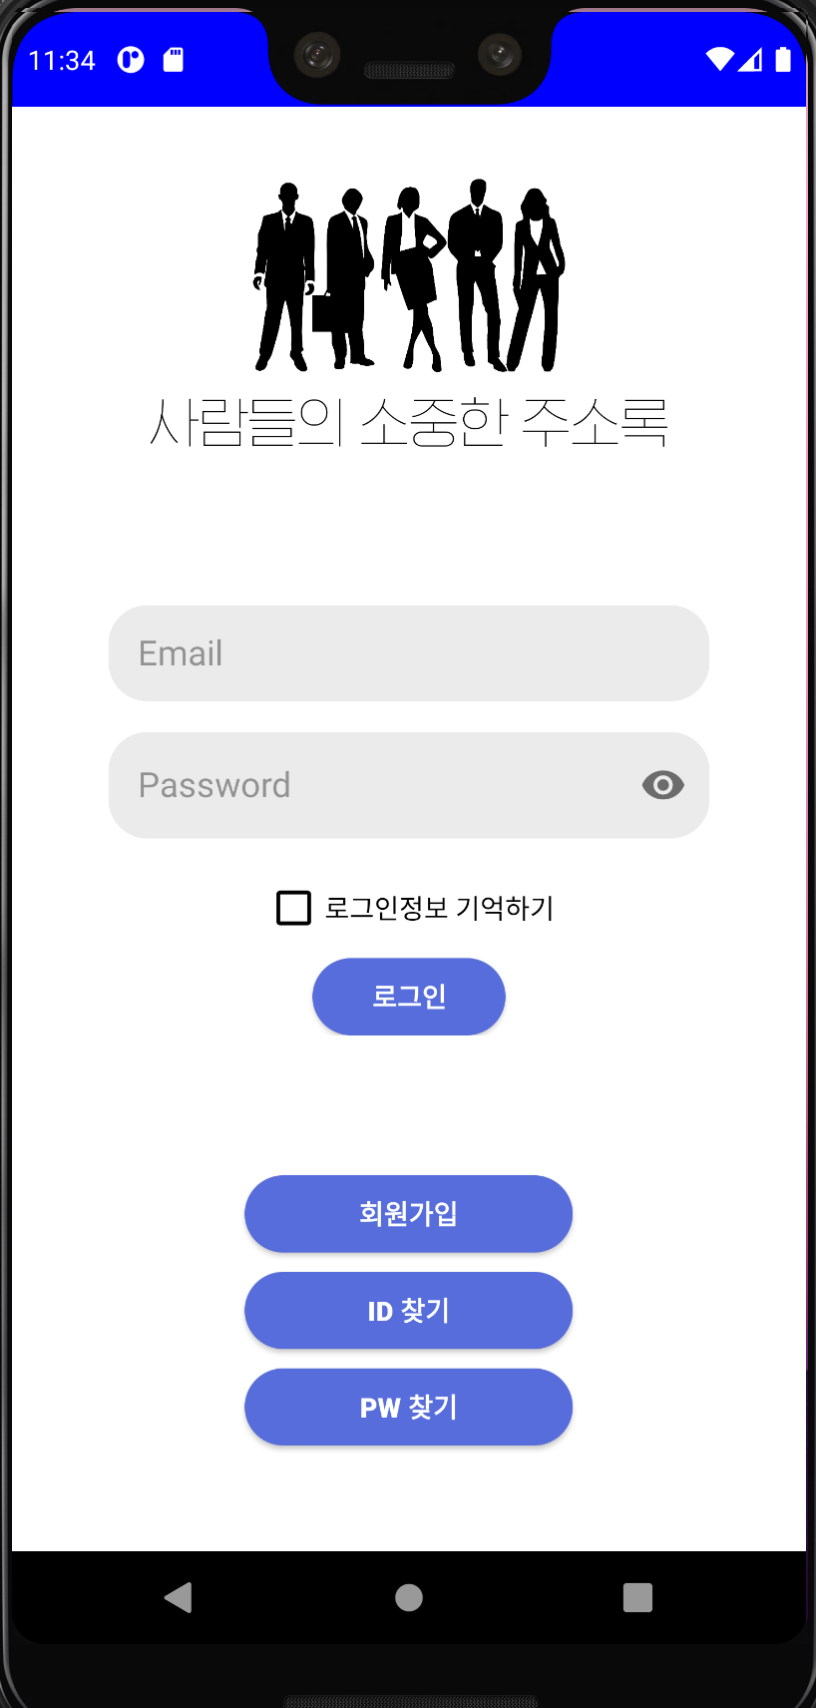 11:34
사람들의 소중한 주소록
Email
Password
로그인정보 기억하기
로그인
회원가입
ID 찾기
PW 찾기